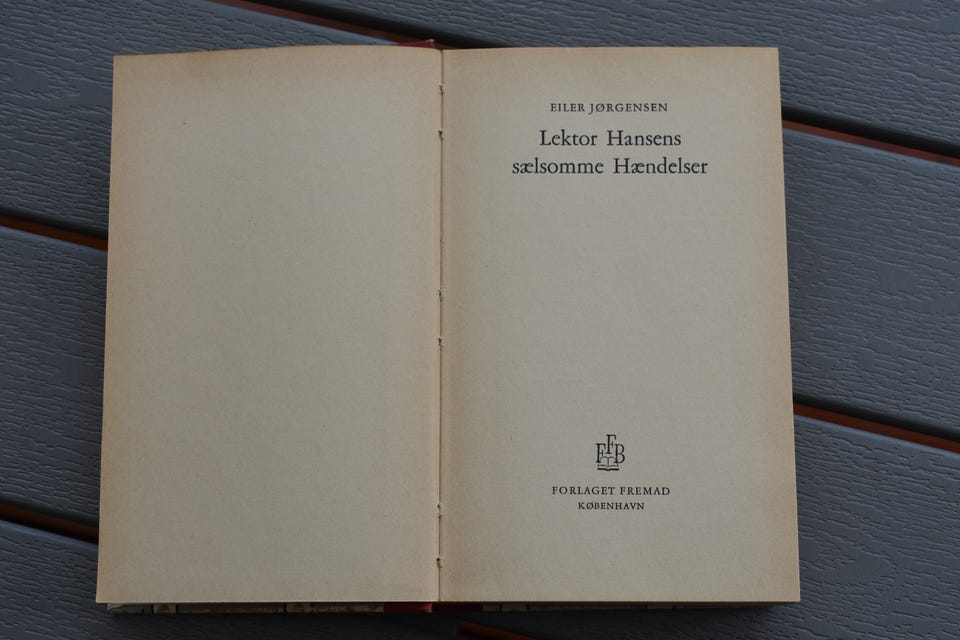 EILER JØRGENSEN
Lektor Hansens
sælsomme Hændelser
FFB
FORLAGET FREMAD
KØBENHAVN